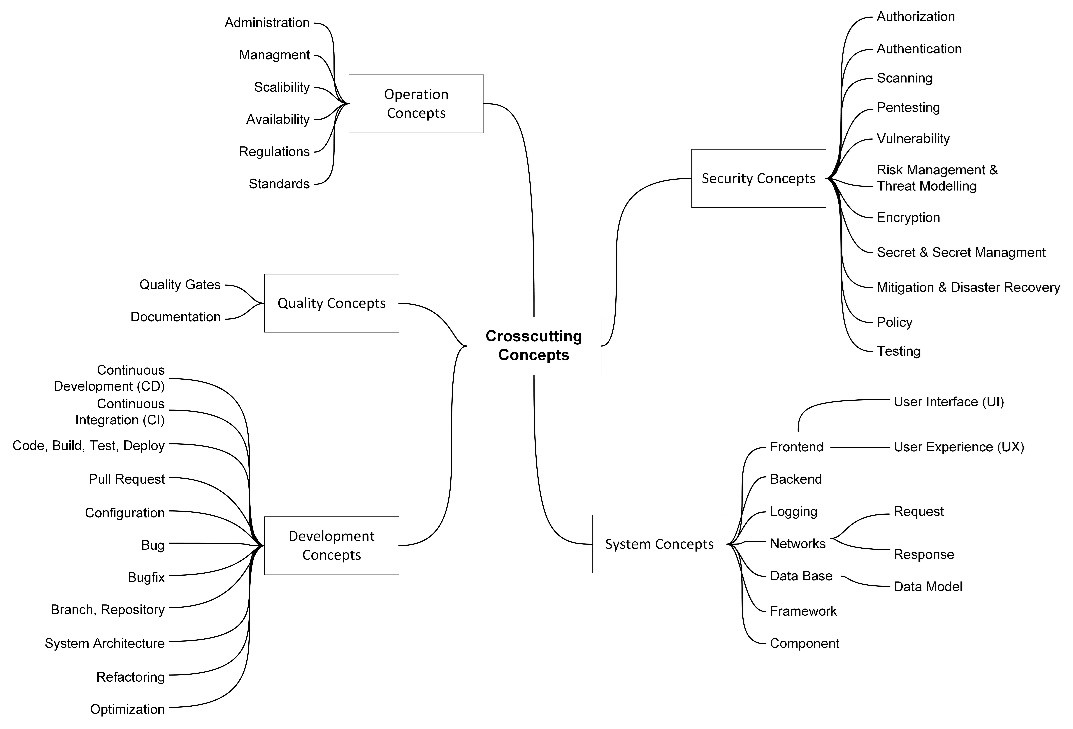 Administration
Managment
Scalibility
Availability
Regulations
Standards
Operation
Concepts
Quality Gates
Documentation
Quality Concepts
Continuous
Development (CD)
Continuous
Integration (CI)
Code, Build, Test, Deploy
Pull Request
Configuration
Bug
Bugfix
Branch, Repository
System Architecture
Refactoring
Optimization
Development
Concepts
Crosscutting
Concepts
Security Concepts
Authorization
Authentication
Scanning
Pentesting
Vulnerability
Risk Management &
Threat Modelling
Encryption
Secret & Secret Managment
Mitigation & Disaster Recovery
Policy
Testing
System Concepts
Frontend
User Interface (UI)
User Experience (UX)
Backend
Logging
Networks
Request
Response
Data Base
Data Model
Framework
Component